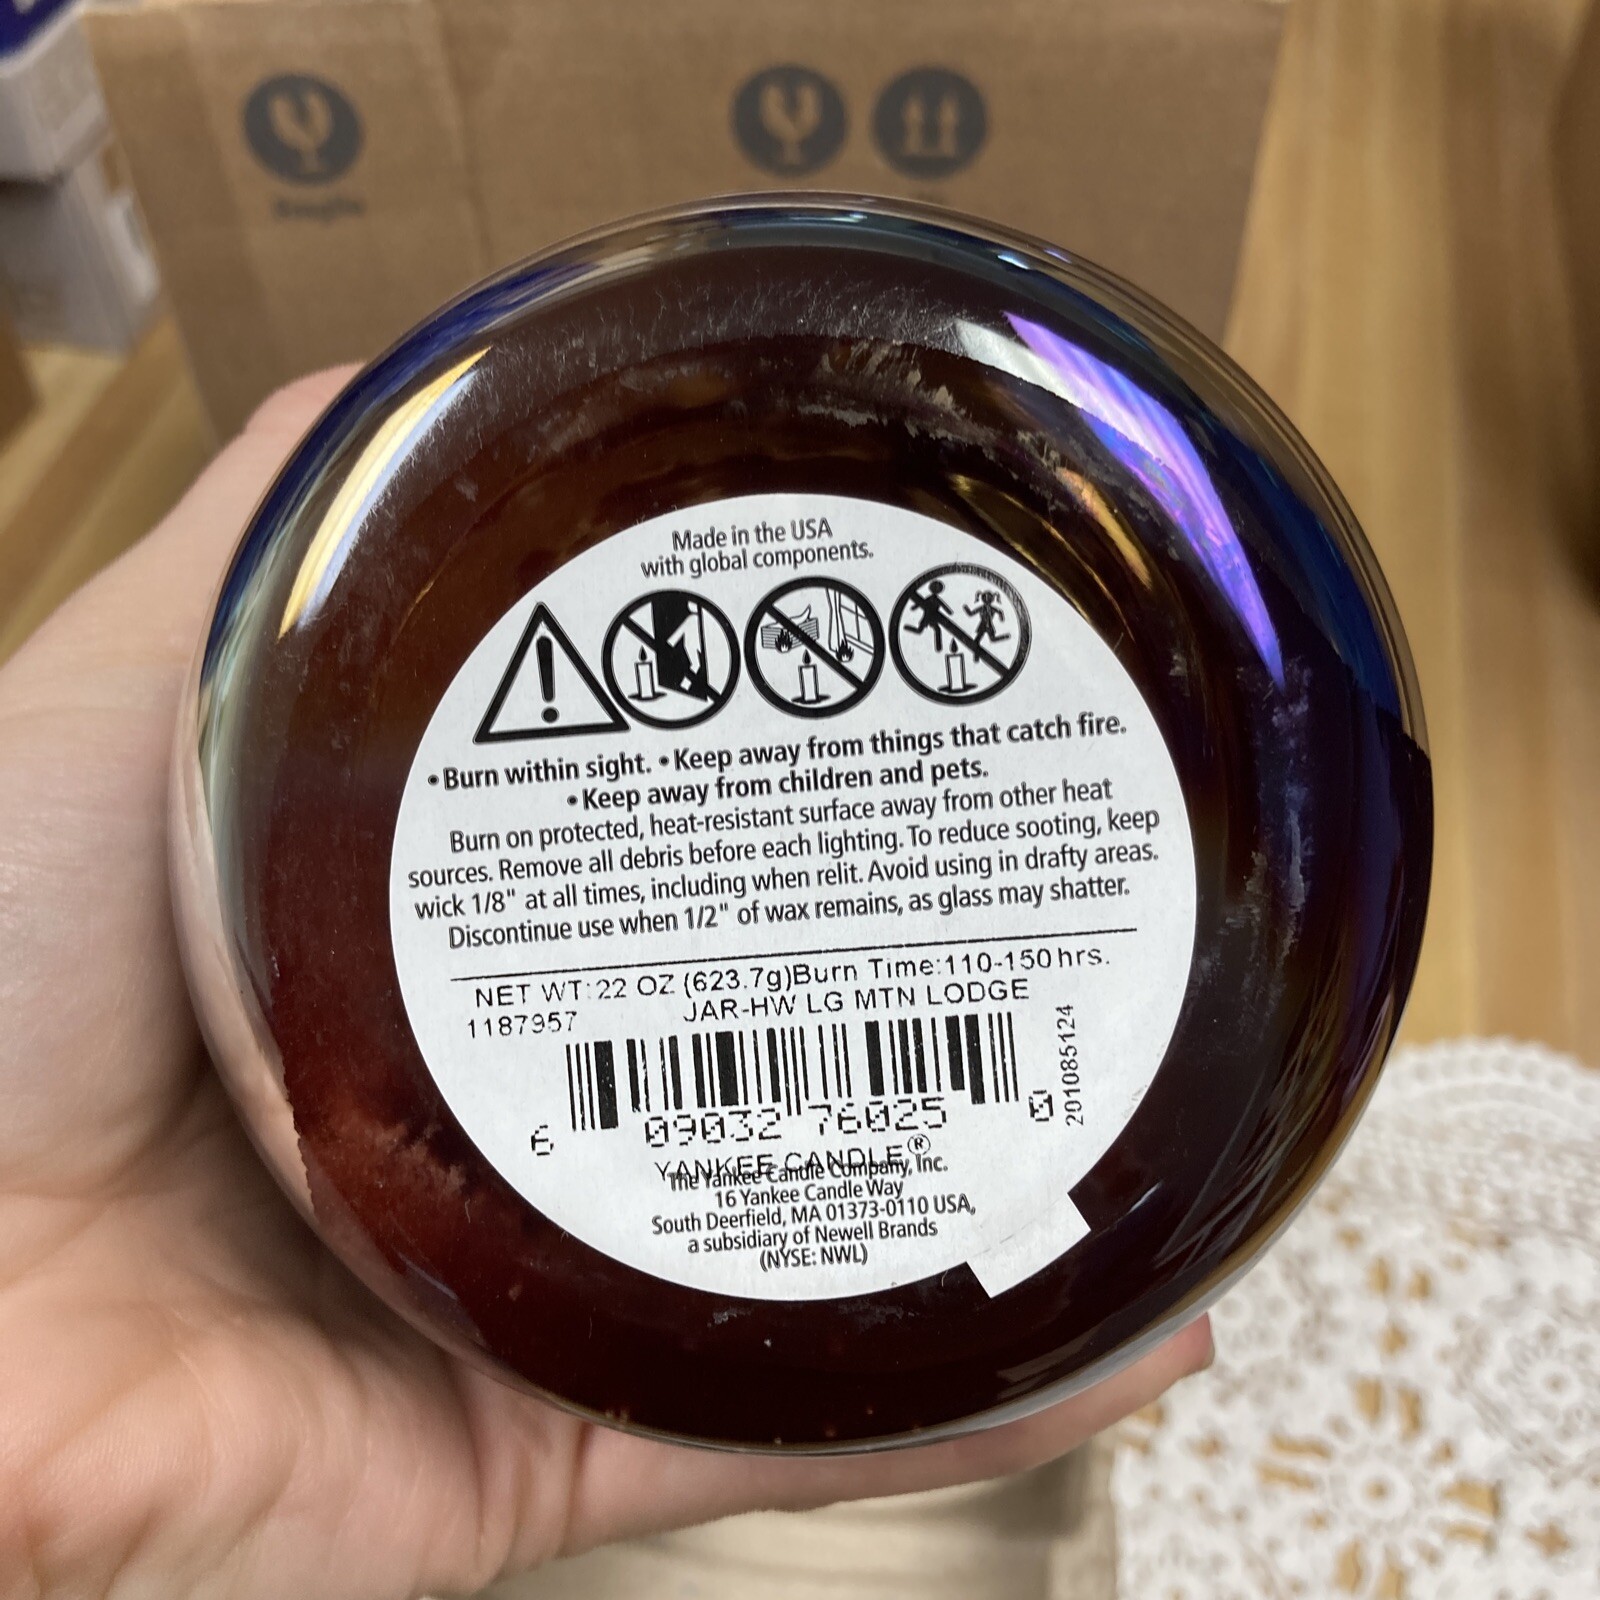 Made in the USA
with global components.
• Burn within sight. • Keep away from things that catch fire.
• Keep away from children and pets.
Burn on protected, heat-resistant surface away from other heat
sources. Remove all debris before each lighting. To reduce sooting, keep
wick 1/8" at all times, including when relit. Avoid using in drafty areas.
Discontinue use when 1/2" of wax remains, as glass may shatter.
NET WT:22 OZ (623.7g)Burn Time:110-150hrs.
1187957 JAR-HW LG MTN LODGE
6 09032 76025 0
201085124
YANKEE CANDLE®
The Yankee Candle Company, Inc.
16 Yankee Candle Way
South Deerfield, MA 01373-0110 USA,
a subsidiary of Newell Brands
(NYSE: NWL)